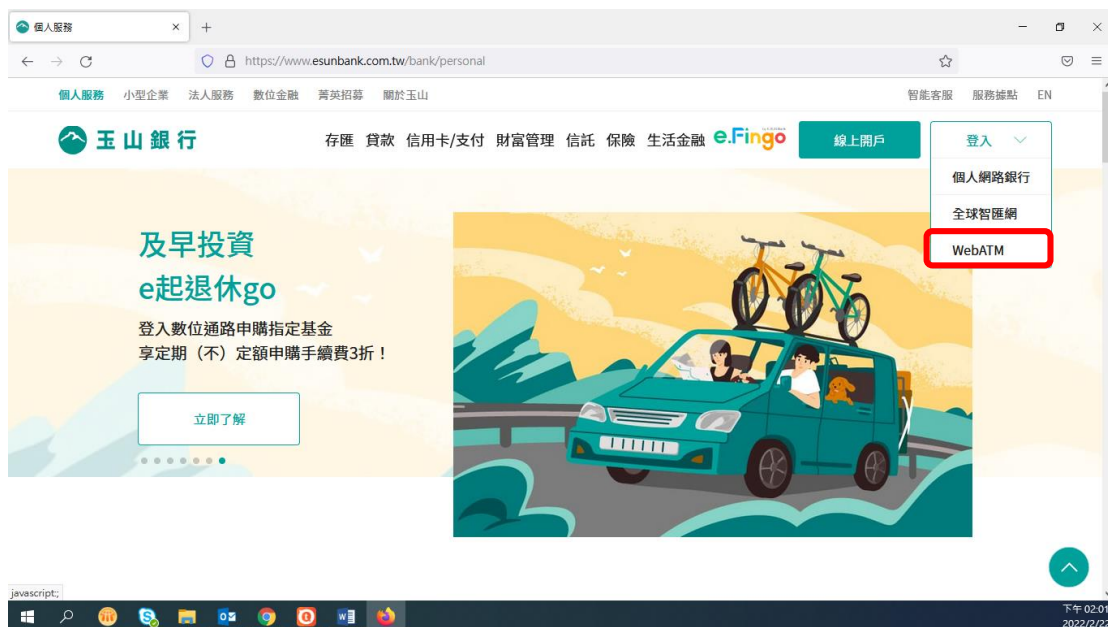 個人服務
https://www.esunbank.com.tw/bank/personal
個人服務 小型企業 法人服務 數位金融 菁英招募 關於玉山 智能客服 服務據點 EN
玉山銀行 存匯 貸款 信用卡/支付 財富管理 信託 保險 生活金融 e.Fingo 線上開戶 登入
個人網路銀行
全球智匯網
WebATM
及早投資
e起退休go
登入數位通路申購指定基金
享定期（不）定額申購手續費3折！
立即了解
javascript:;
下午 02:01
2022/2/22